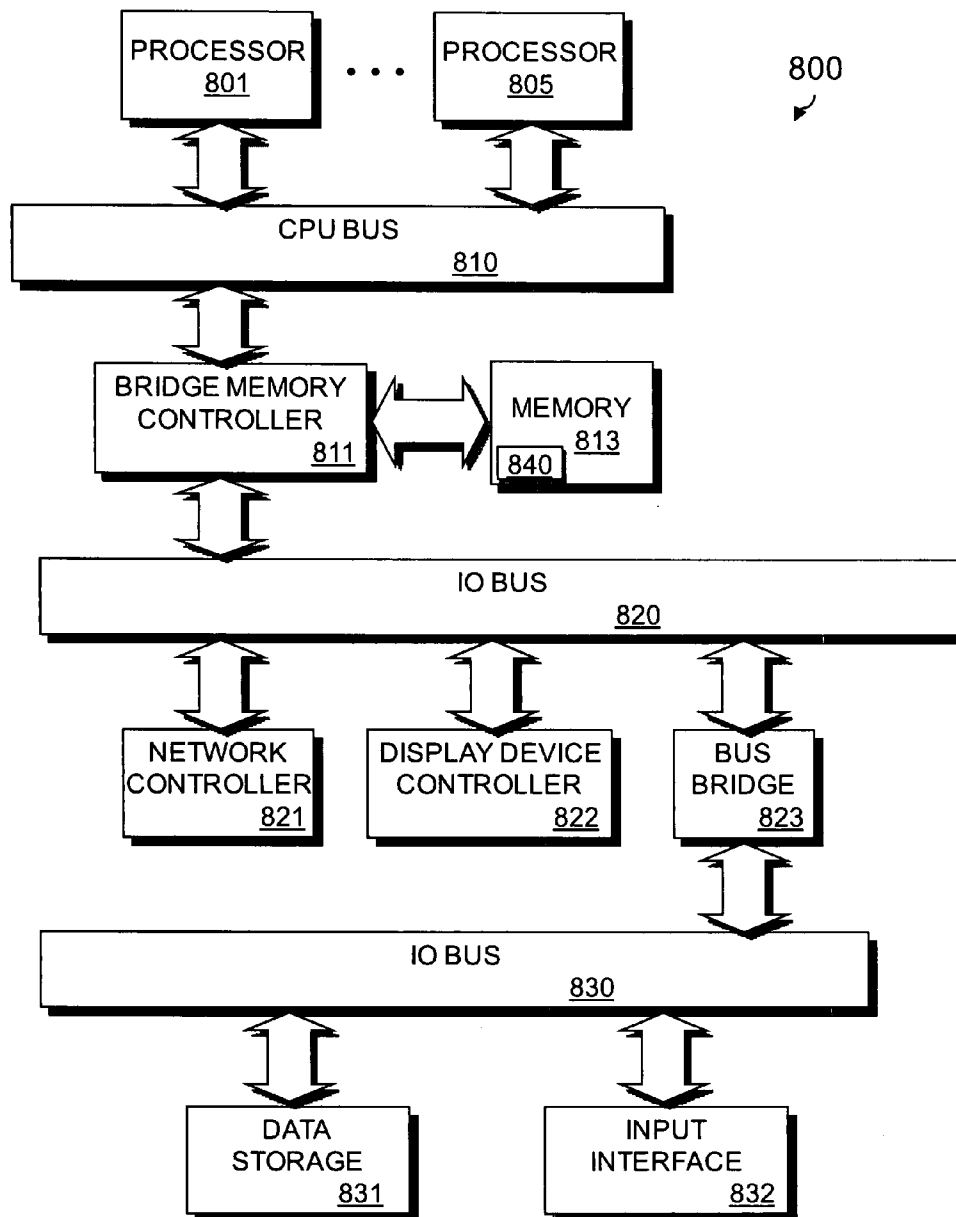 PROCESSOR
801
. . .
PROCESSOR
805
800
CPU BUS
810
BRIDGE MEMORY
CONTROLLER
811
MEMORY
813
840
IO BUS
820
NETWORK
CONTROLLER
821
DISPLAY DEVICE
CONTROLLER
822
BUS
BRIDGE
823
IO BUS
830
DATA
STORAGE
831
INPUT
INTERFACE
832